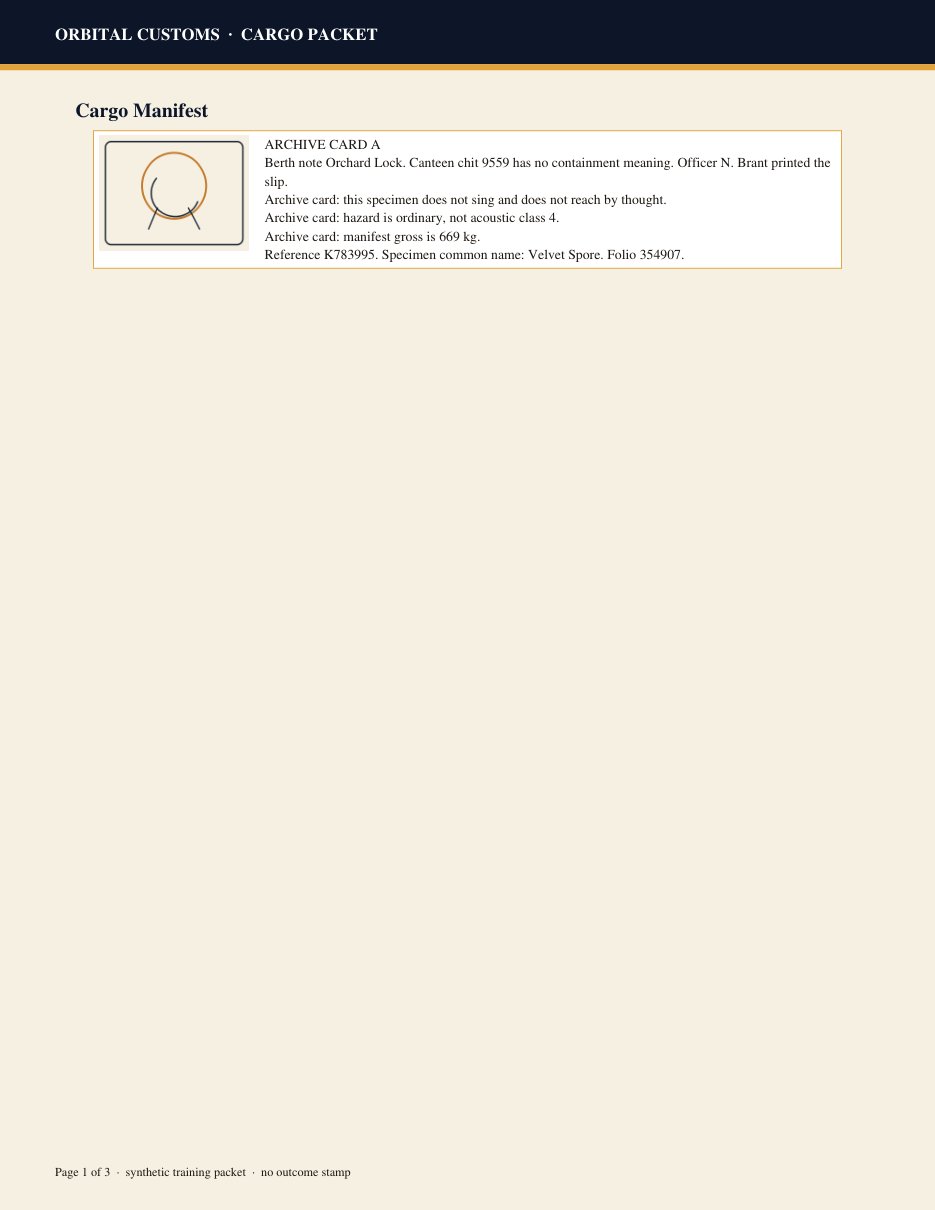 ORBITAL CUSTOMS · CARGO PACKET
Cargo Manifest
ARCHIVE CARD A
Berth note Orchard Lock. Canteen chit 9559 has no containment meaning. Officer N. Brant printed the
slip.
Archive card: this specimen does not sing and does not reach by thought.
Archive card: hazard is ordinary, not acoustic class 4.
Archive card: manifest gross is 669 kg.
Reference K783995. Specimen common name: Velvet Spore. Folio 354907.
Page 1 of 3 · synthetic training packet · no outcome stamp